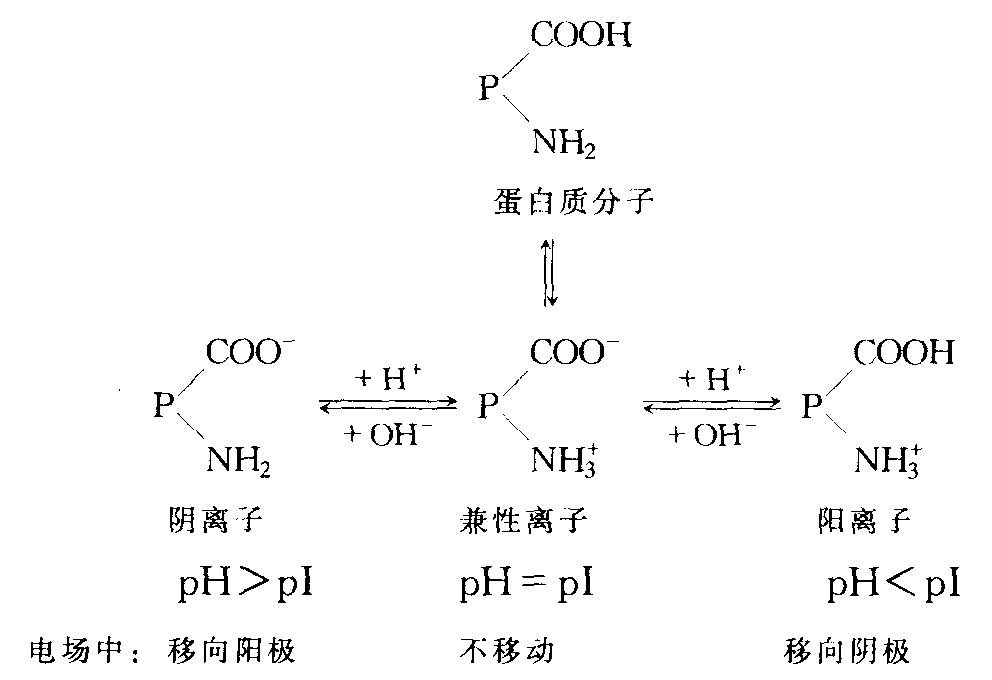 COOH
P
NH₂
蛋白质分子
COO⁻ COO⁻ COOH
+ H⁺ + H⁺
P P P
+ OH⁻ + OH⁻
NH₂ NH₃⁺ NH₃⁺
阴离子 兼性离子 阳离子
pH>pI pH=pI pH<pI
电场中: 移向阳极 不移动 移向阴极